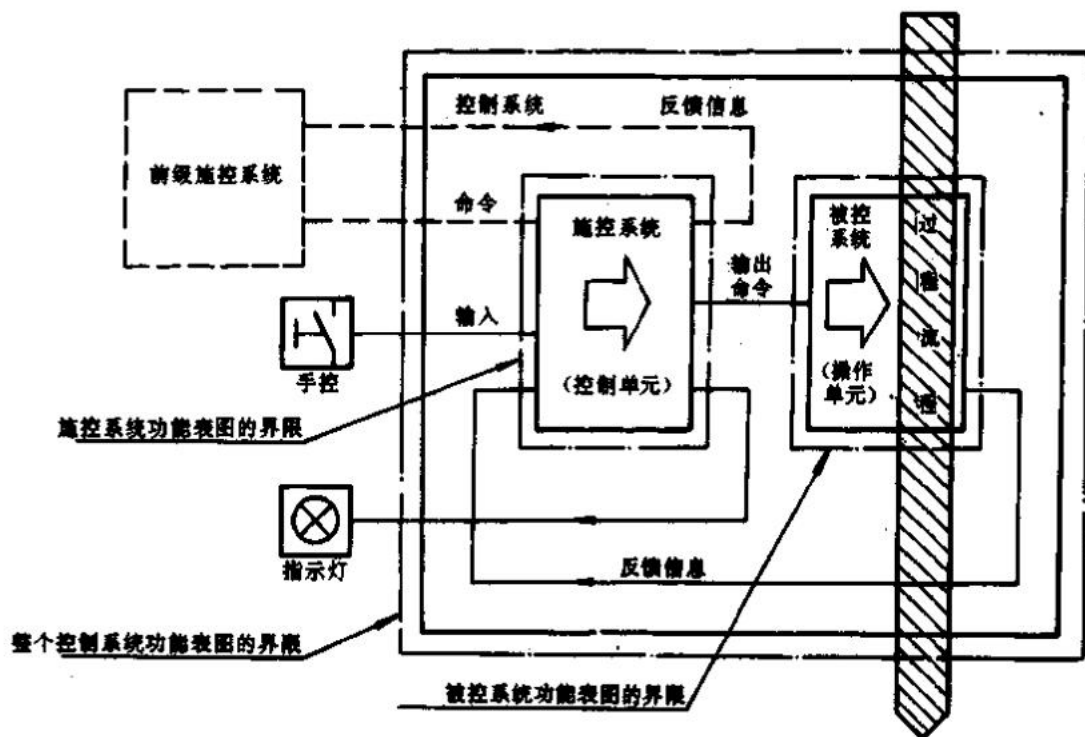 控制系统
反馈信息
前级施控系统
命令
施控系统
被控
系统
过
程
流
程
输出
命令
输入
手控
(控制单元)
(操作
单元)
施控系统功能表图的界限
指示灯
反馈信息
整个控制系统功能表图的界限
被控系统功能表图的界限